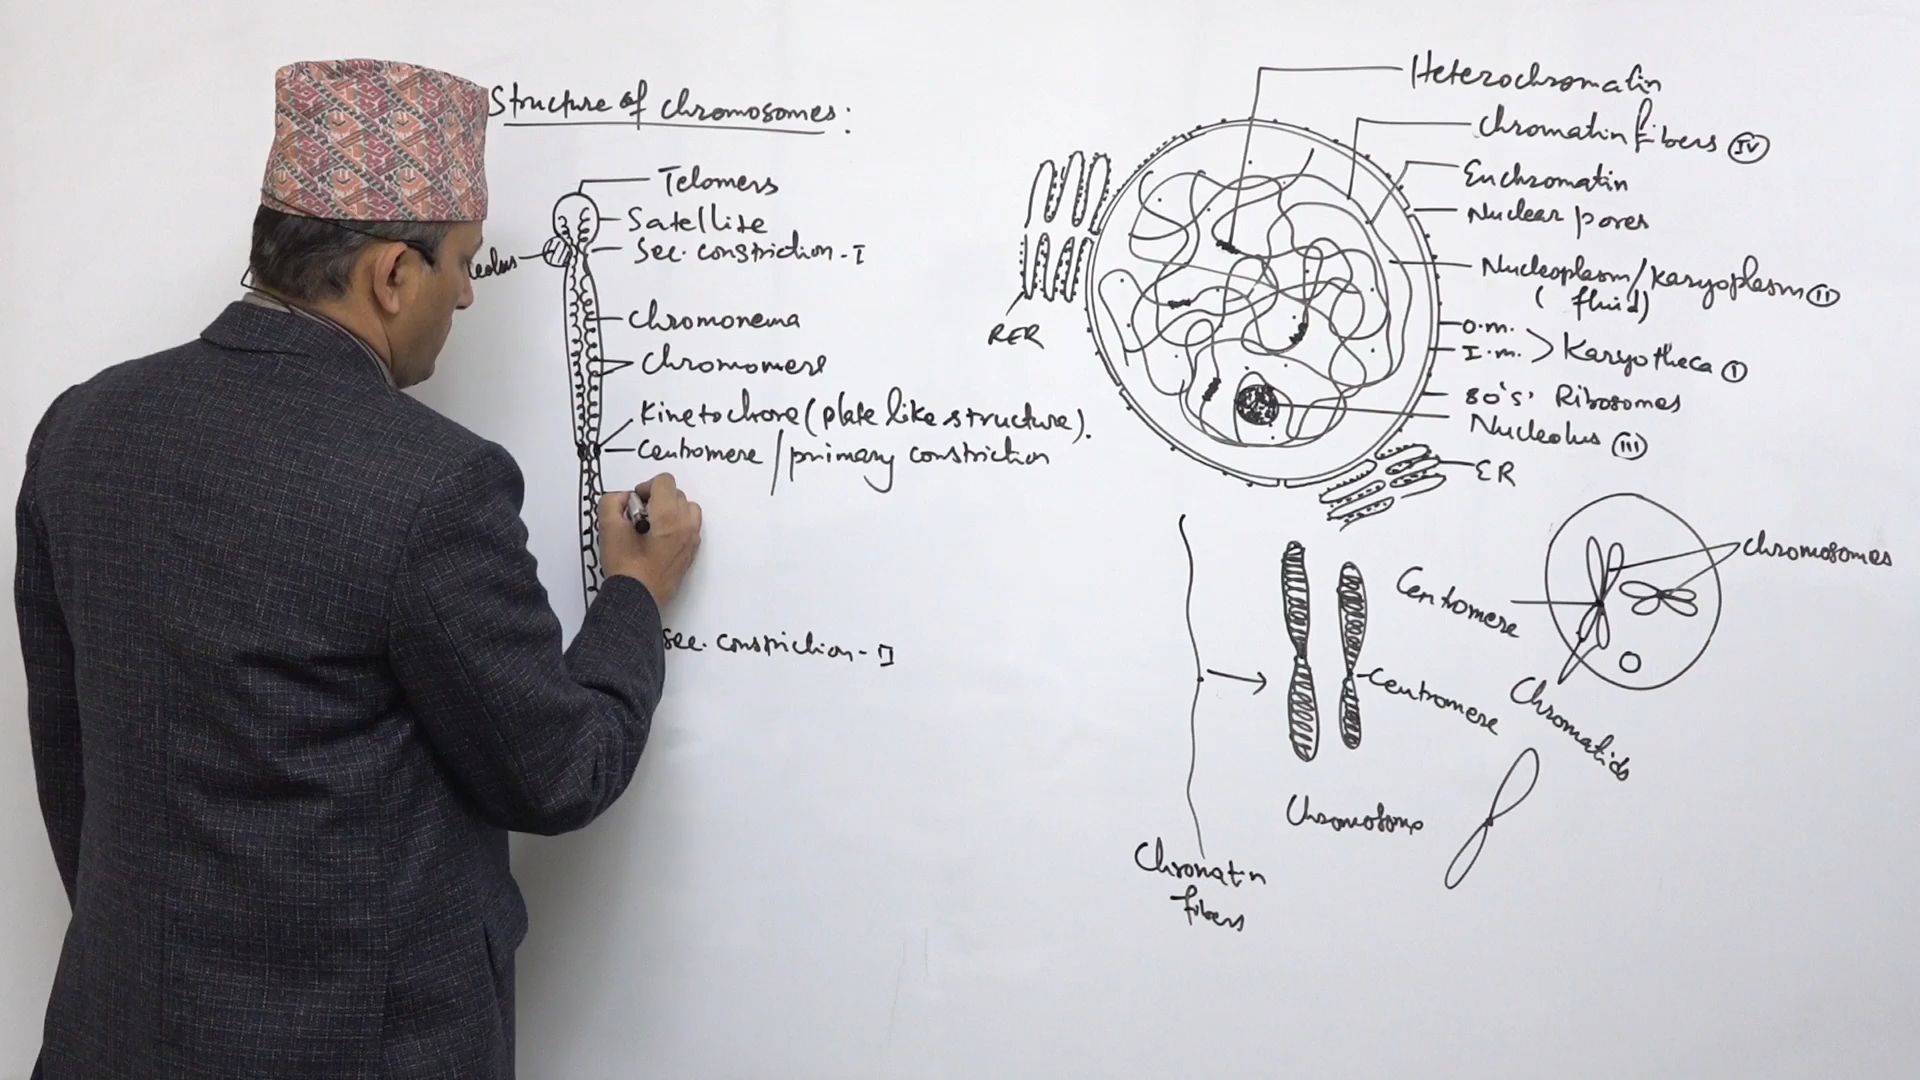 Structure of chromosomes:
Telomers
Satellite
Sec. constriction-I
eolus
Chromonema
Chromomere
Kinetochore (plate like structure).
Centromere / primary constriction
Sec. constriction-II
Heterochromatin
Chromatin fibers IV
Euchromatin
Nuclear pores
Nucleoplasm/Karyoplasm II
(fluid)
O.m.
I.m. > Karyotheca I
80's' Ribosomes
Nucleolus III
RER
ER
Chromosomes
Centromere
Chromatids
Centromere
Chromosome
Chromatin
fibers